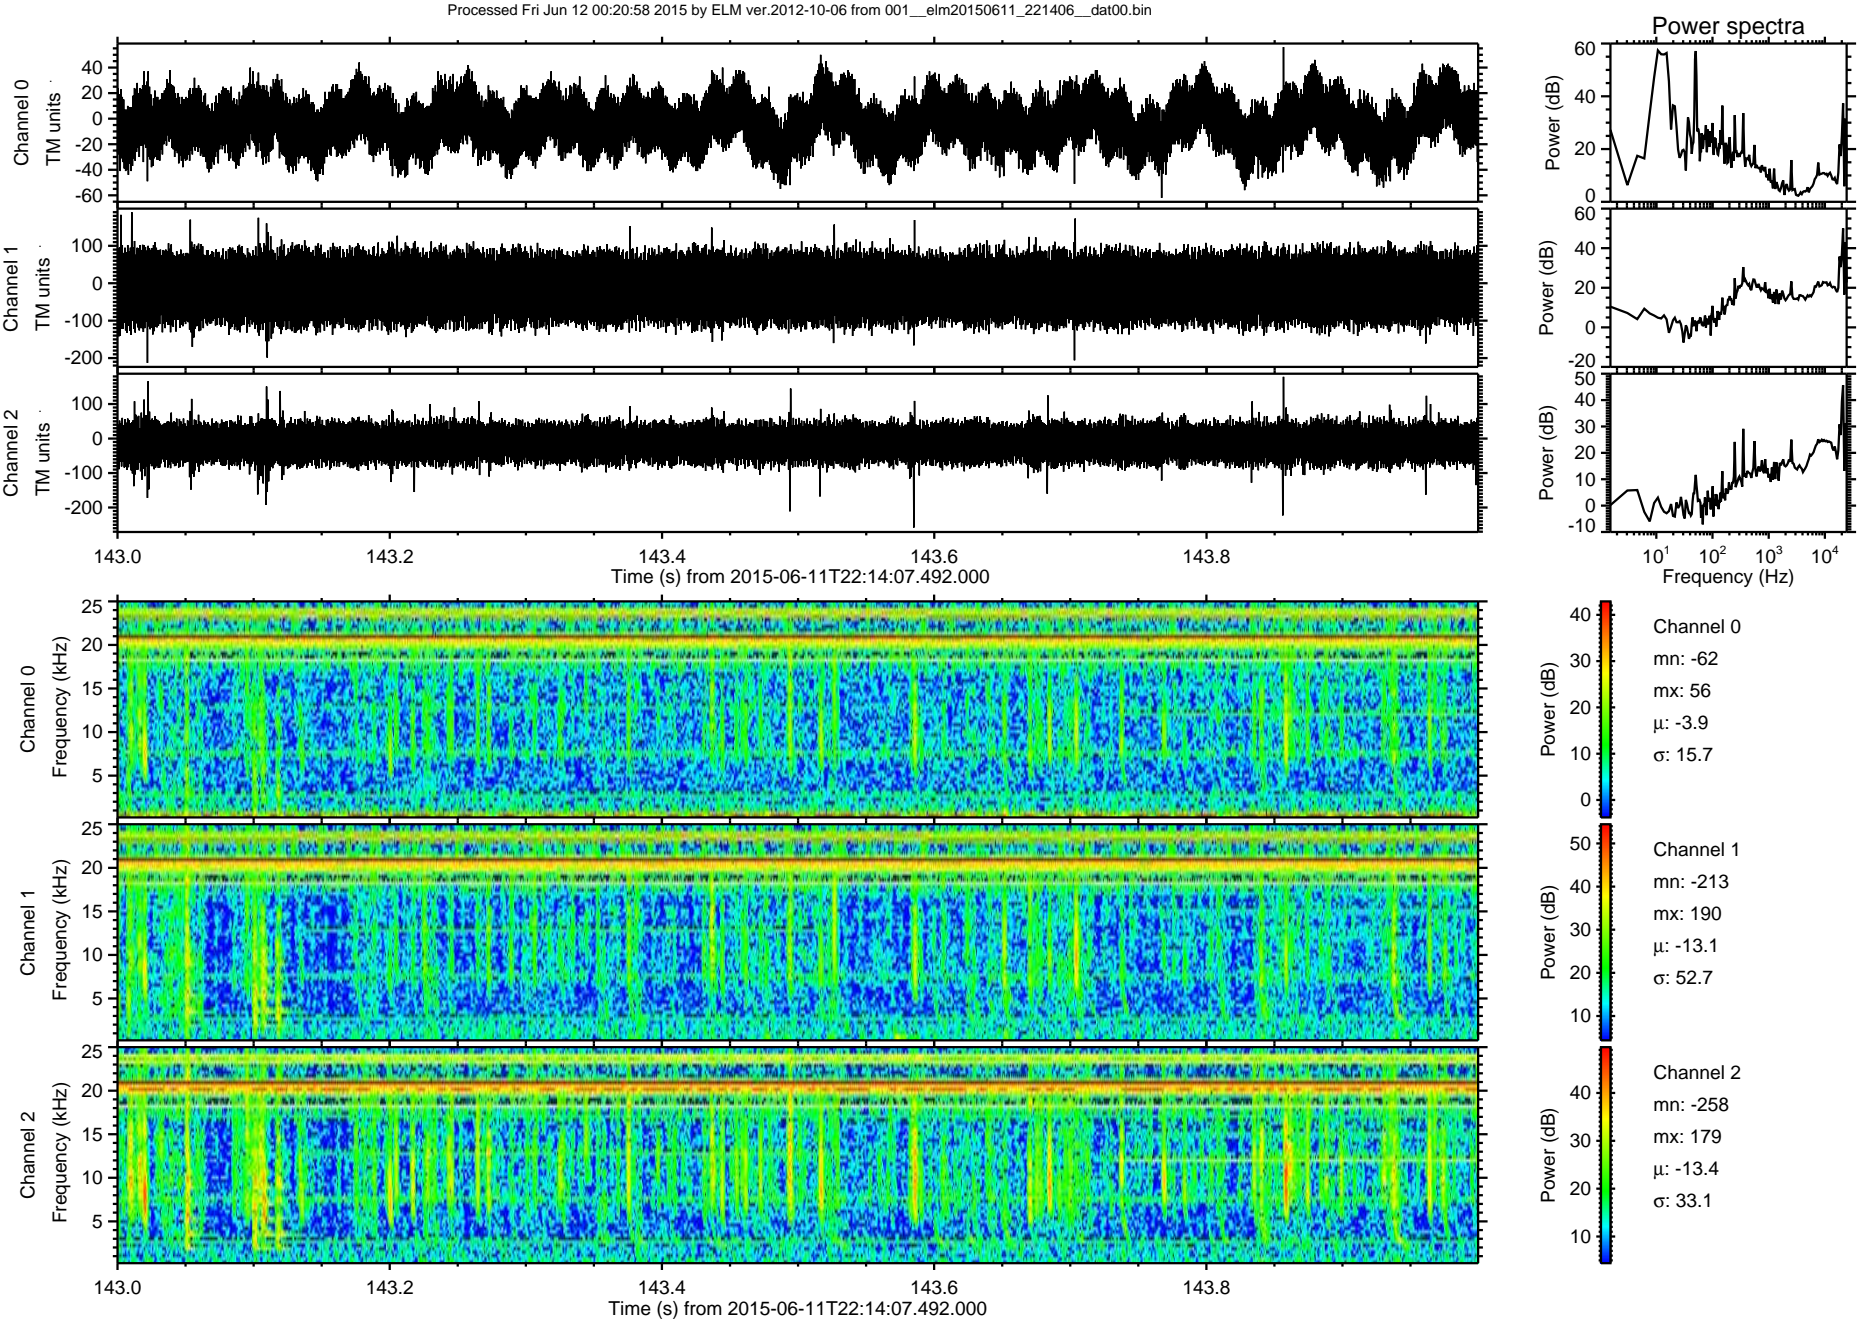 Processed Fri Jun 12 00:20:58 2015 by ELM ver.2012-10-06 from 001__elm20150611_221406__dat00.bin
Power spectra
Channel 0
TM units
40
20
0
-20
-40
-60
Power (dB)
60
40
20
0
Channel 1
TM units
100
0
-100
-200
Power (dB)
60
40
20
0
-20
Channel 2
TM units
100
0
-100
-200
Power (dB)
50
40
30
20
10
0
-10
143.0 143.2 143.4 143.6 143.8
Time (s) from 2015-06-11T22:14:07.492.000
10^1 10^2 10^3 10^4
Frequency (Hz)
Channel 0
Frequency (kHz)
25
20
15
10
5
Power (dB)
40
30
20
10
0
Channel 0
mn: -62
mx: 56
μ: -3.9
σ: 15.7
Channel 1
Frequency (kHz)
25
20
15
10
5
Power (dB)
50
40
30
20
10
Channel 1
mn: -213
mx: 190
μ: -13.1
σ: 52.7
Channel 2
Frequency (kHz)
25
20
15
10
5
Power (dB)
40
30
20
10
Channel 2
mn: -258
mx: 179
μ: -13.4
σ: 33.1
143.0 143.2 143.4 143.6 143.8
Time (s) from 2015-06-11T22:14:07.492.000